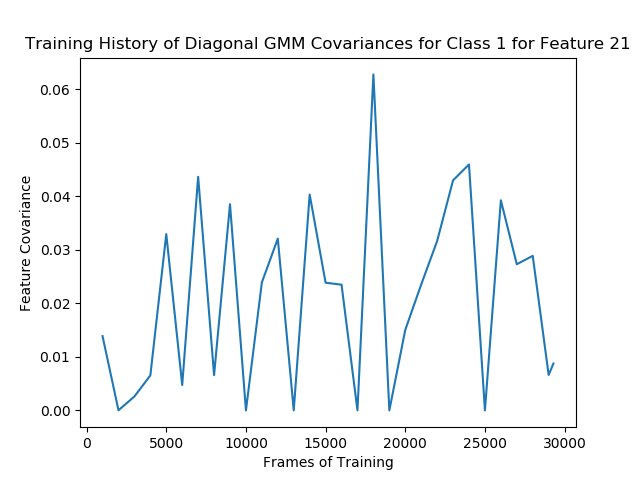 Training History of Diagonal GMM Covariances for Class 1 for Feature 21
0.06
0.05
0.04
0.03
0.02
0.01
0.00
Feature Covariance
0 5000 10000 15000 20000 25000 30000
Frames of Training